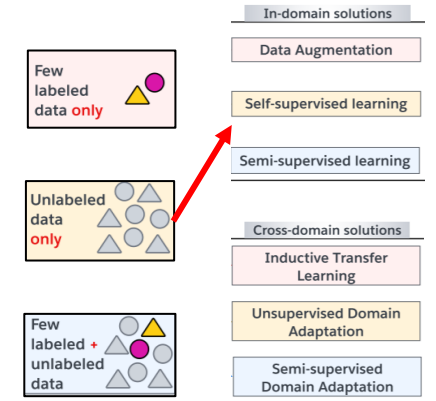 Few
labeled
data only
Unlabeled
data
only
Few
labeled +
unlabeled
data
In-domain solutions
Data Augmentation
Self-supervised learning
Semi-supervised learning
Cross-domain solutions
Inductive Transfer
Learning
Unsupervised Domain
Adaptation
Semi-supervised
Domain Adaptation